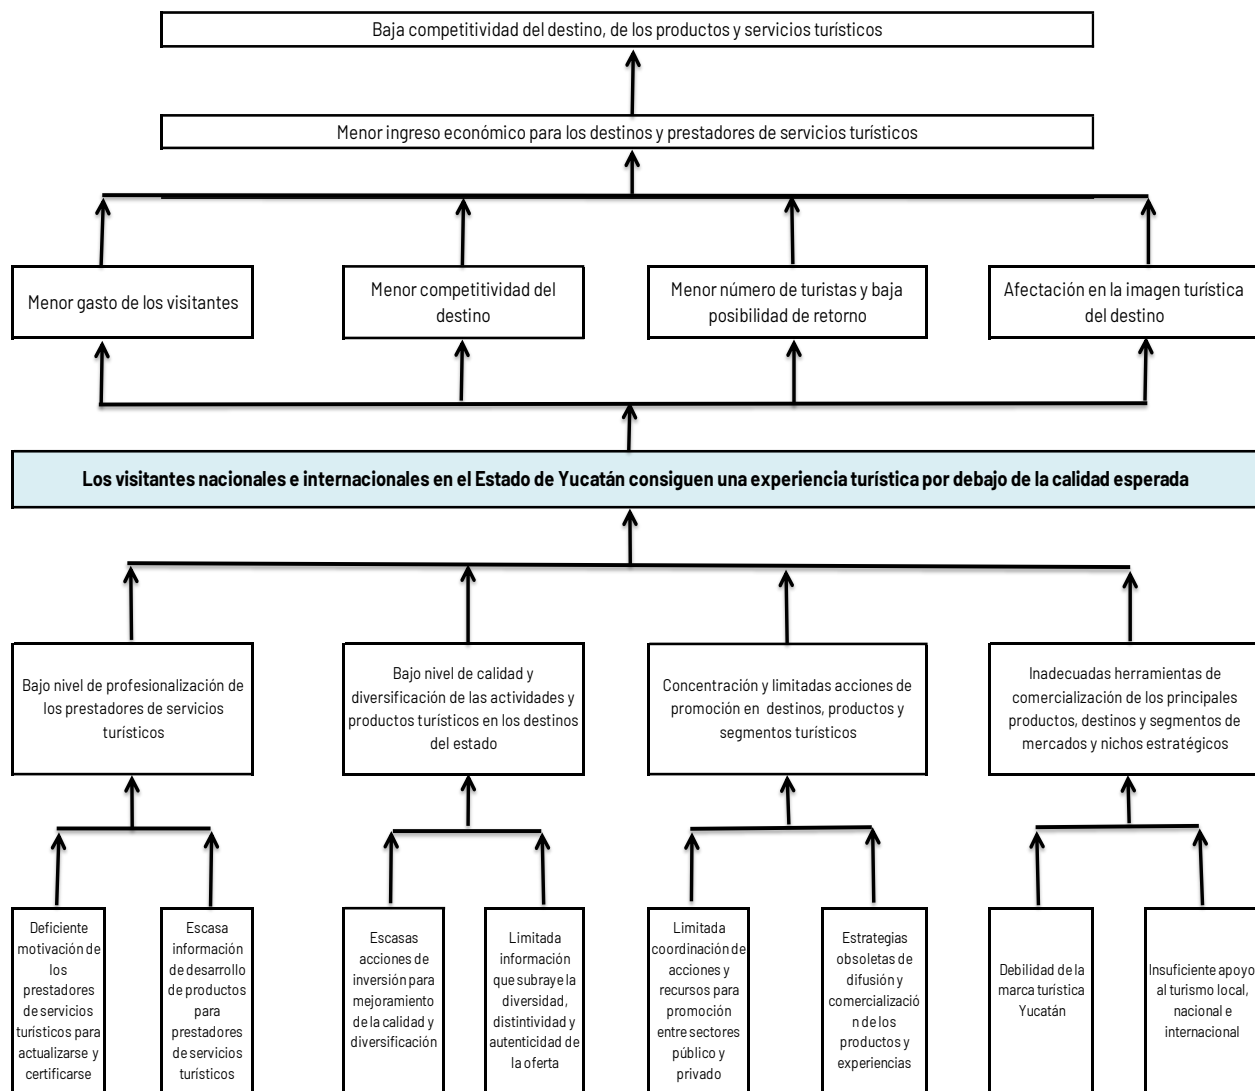 Baja competitividad del destino, de los productos y servicios turísticos
Menor ingreso económico para los destinos y prestadores de servicios turísticos
Menor gasto de los visitantes
Menor competitividad del
destino
Menor número de turistas y baja
posibilidad de retorno
Afectación en la imagen turística
del destino
Los visitantes nacionales e internacionales en el Estado de Yucatán consiguen una experiencia turística por debajo de la calidad esperada
Bajo nivel de profesionalización de
los prestadores de servicios
turísticos
Bajo nivel de calidad y
diversificación de las actividades y
productos turísticos en los destinos
del estado
Concentración y limitadas acciones de
promoción en destinos, productos y
segmentos turísticos
Inadecuadas herramientas de
comercialización de los principales
productos, destinos y segmentos de
mercados y nichos estratégicos
Deficiente
motivación de
los
prestadores
de servicios
turísticos para
actualizarse y
certificarse
Escasa
información
de desarrollo
de productos
para
prestadores
de servicios
turísticos
Escasas
acciones de
inversión para
mejoramiento
de la calidad y
diversificación
Limitada
información
que subraye la
diversidad,
distintividad y
autenticidad de
la oferta
Limitada
coordinación de
acciones y
recursos para
promoción
entre sectores
público y
privado
Estrategias
obsoletas de
difusión y
comercializació
n de los
productos y
experiencias
Debilidad de la
marca turística
Yucatán
Insuficiente apoyo
al turismo local,
nacional e
internacional